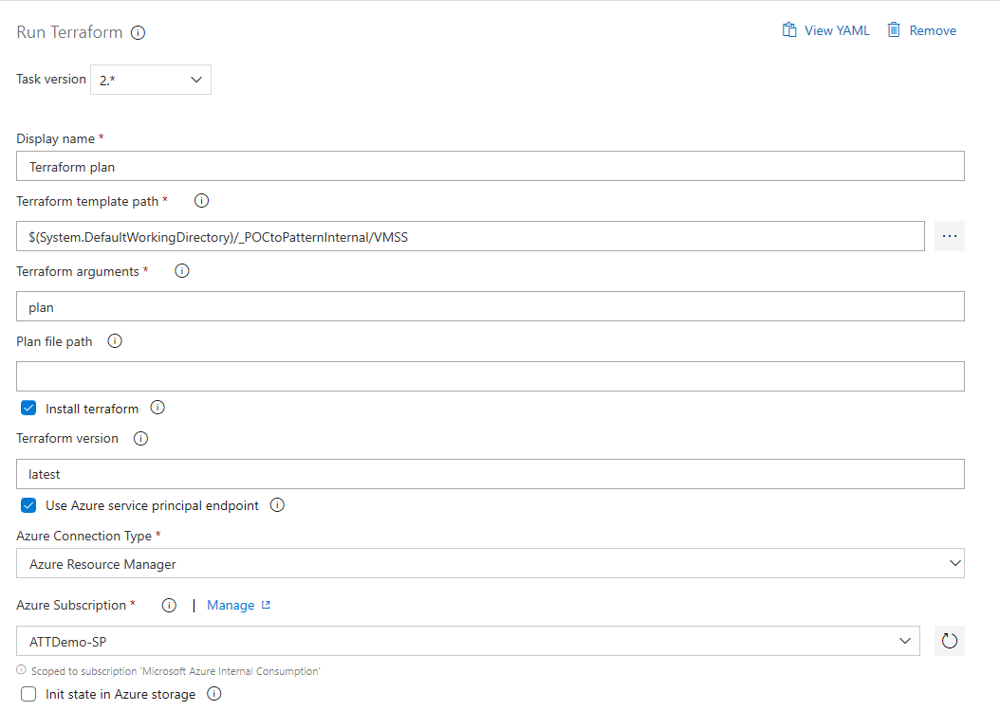 Run Terraform
View YAML
Remove
Task version 2.*
Display name *
Terraform plan
Terraform template path *
$(System.DefaultWorkingDirectory)/_POCtoPatternInternal/VMSS
...
Terraform arguments *
plan
Plan file path
Install terraform
Terraform version
latest
Use Azure service principal endpoint
Azure Connection Type *
Azure Resource Manager
Azure Subscription * | Manage
ATTDemo-SP
Scoped to subscription 'Microsoft Azure Internal Consumption'
Init state in Azure storage